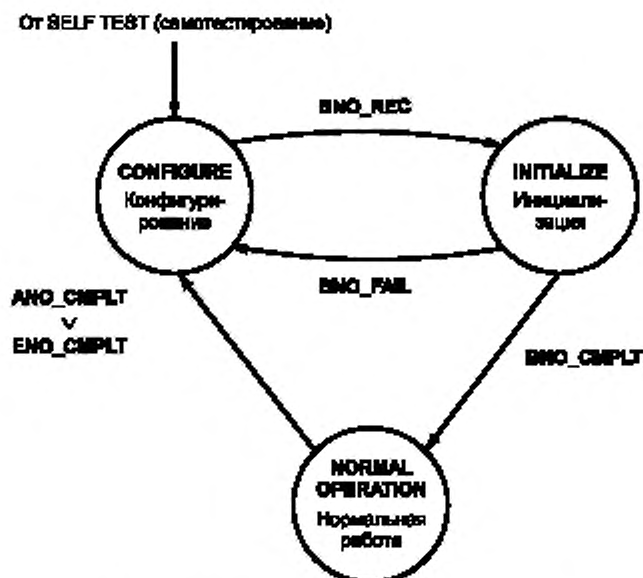 От SELF TEST (самотестирование)
BNO_REC
CONFIGURE
Конфигури-
рование
INITIALIZE
Инициали-
зация
BNO_FAIL
ANO_CMPLT
∨
ENO_CMPLT
BNO_CMPLT
NORMAL
OPERATION
Нормальная
работа